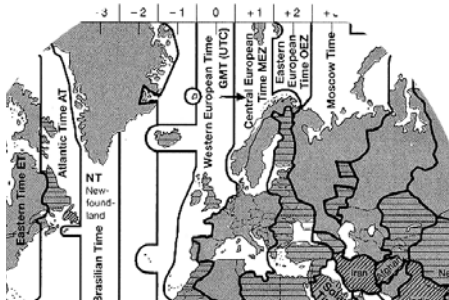 -3 -2 -1 0 +1 +2
Eastern Time ET
Atlantic Time AT
NT
New-
found-
land
Brasilian Time
Western European Time
GMT (UTC)
Central European
Time MEZ
Eastern
European
Time OEZ
Moscow Time
Iran
Afghan